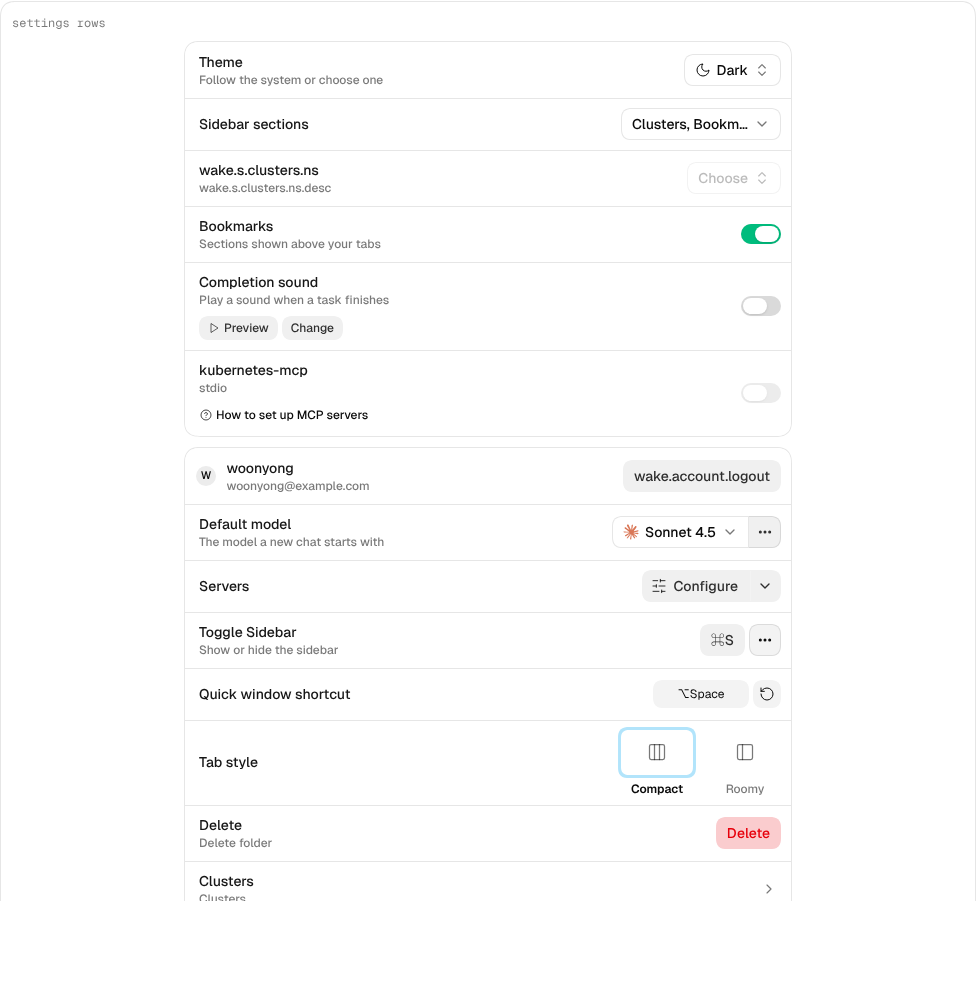 settings rows
Theme
Follow the system or choose one
Dark
Sidebar sections
Clusters, Bookm...
wake.s.clusters.ns
wake.s.clusters.ns.desc
Choose
Bookmarks
Sections shown above your tabs
Completion sound
Play a sound when a task finishes
Preview
Change
kubernetes-mcp
stdio
How to set up MCP servers
W
woonyong
woonyong@example.com
wake.account.logout
Default model
The model a new chat starts with
Sonnet 4.5
Servers
Configure
Toggle Sidebar
Show or hide the sidebar
⌘S
Quick window shortcut
⌥Space
Tab style
Compact
Roomy
Delete
Delete folder
Delete
Clusters
Clusters